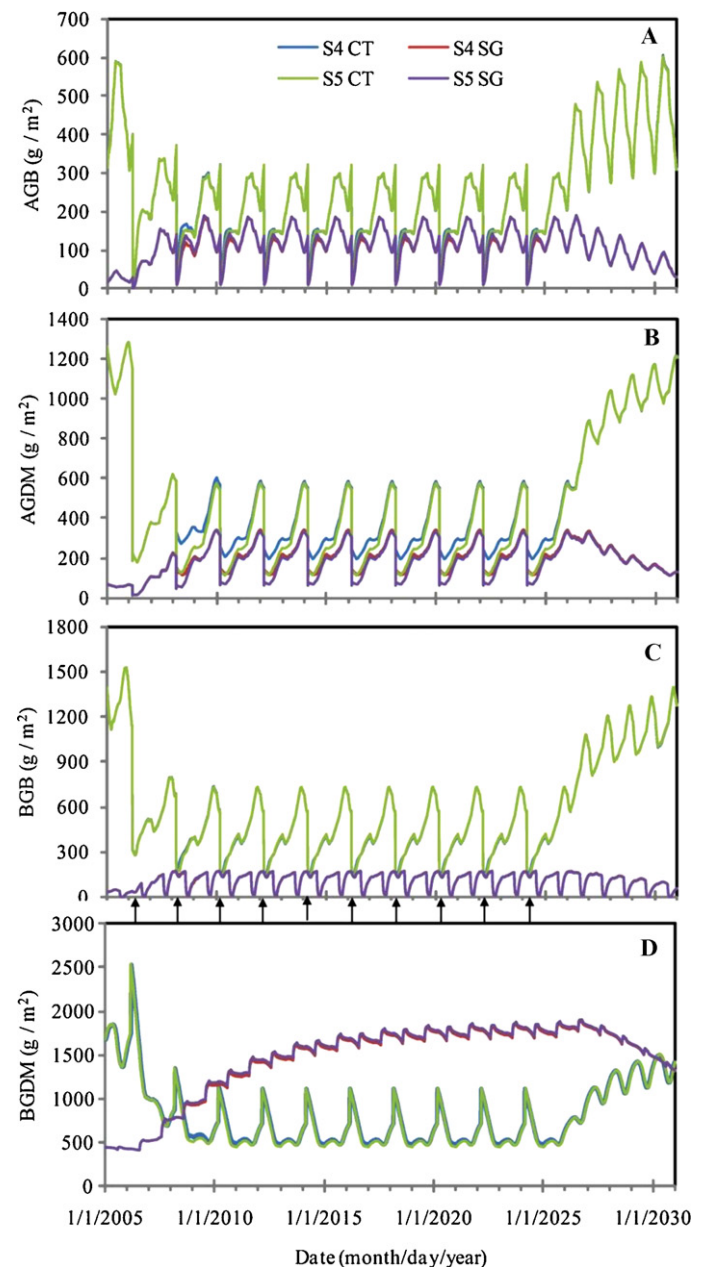 A
S4 CT
S4 SG
S5 CT
S5 SG
AGB (g / m²)
700
600
500
400
300
200
100
0
B
AGDM (g / m²)
1400
1200
1000
800
600
400
200
0
C
BGB (g / m²)
1800
1500
1200
900
600
300
0
D
BGDM (g / m²)
3000
2500
2000
1500
1000
500
0
1/1/2005
1/1/2010
1/1/2015
1/1/2020
1/1/2025
1/1/2030
Date (month/day/year)